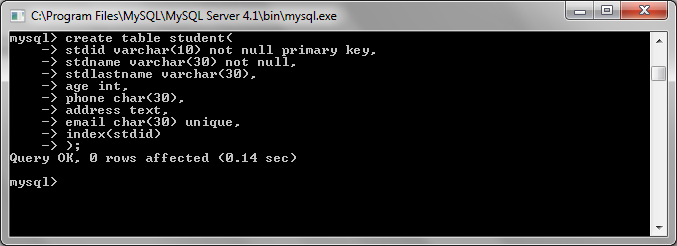 C:\Program Files\MySQL\MySQL Server 4.1\bin\mysql.exe
mysql> create table student(
    -> stdid varchar(10) not null primary key,
    -> stdname varchar(30) not null,
    -> stdlastname varchar(30),
    -> age int,
    -> phone char(30),
    -> address text,
    -> email char(30) unique,
    -> index(stdid)
    -> );
Query OK, 0 rows affected (0.14 sec)
mysql>